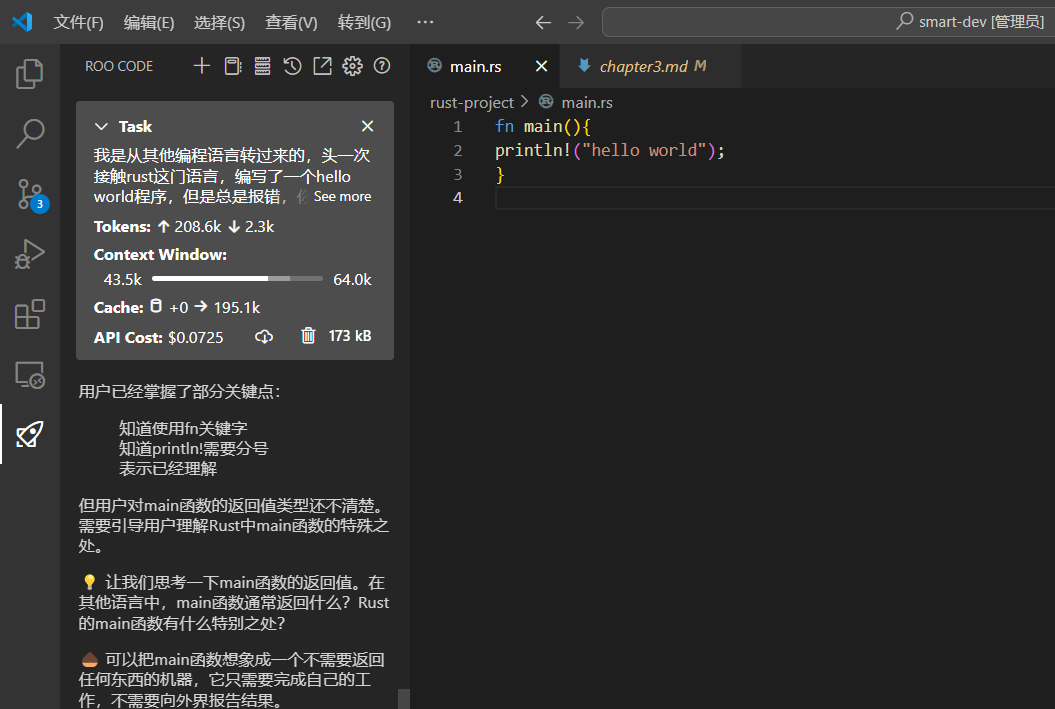 文件(F) 编辑(E) 选择(S) 查看(V) 转到(G) ··· smart-dev [管理员]
ROO CODE
Task
我是从其他编程语言转过来的，头一次
接触rust这门语言，编写了一个hello
world程序，但是总是报错， See more
Tokens: ↑ 208.6k ↓ 2.3k
Context Window:
43.5k 64.0k
Cache: +0 → 195.1k
API Cost: $0.0725 173 kB
用户已经掌握了部分关键点：
知道使用fn关键字
知道println!需要分号
表示已经理解
但用户对main函数的返回值类型还不清楚。
需要引导用户理解Rust中main函数的特殊之
处。
💡 让我们思考一下main函数的返回值。在
其他语言中，main函数通常返回什么？Rust
的main函数有什么特别之处？
🌰 可以把main函数想象成一个不需要返回
任何东西的机器，它只需要完成自己的工
作，不需要向外界报告结果。
3
main.rs chapter3.md M
rust-project > main.rs
1 fn main(){
2 println!("hello world");
3 }
4